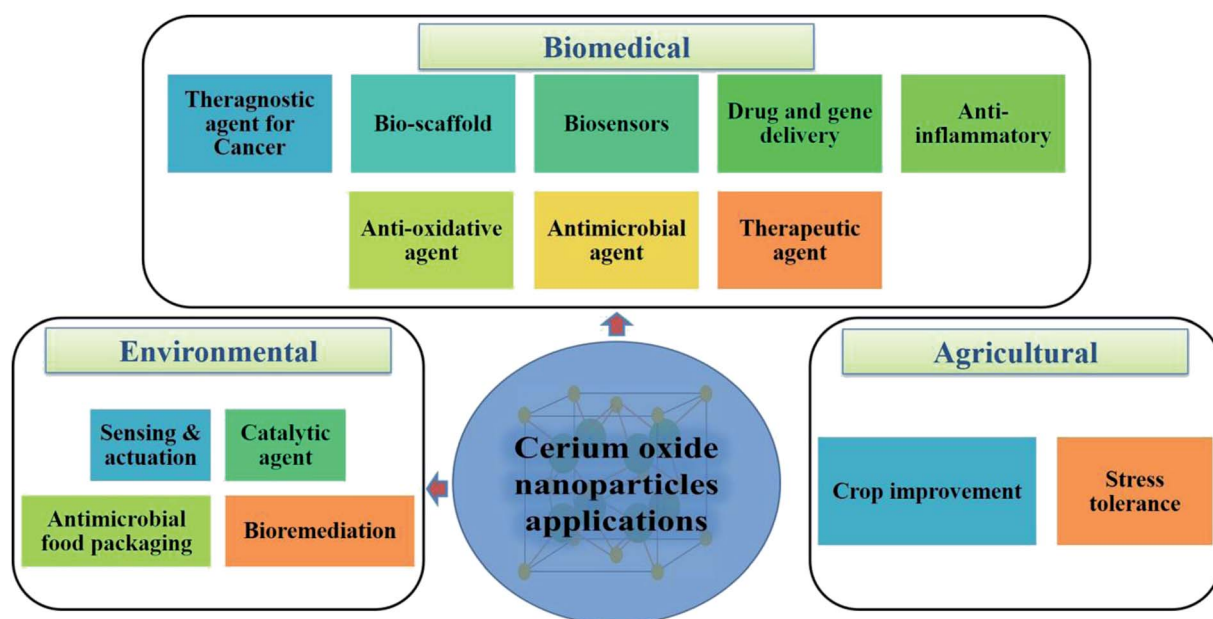 Biomedical
Theragnostic
agent for
Cancer
Bio-scaffold
Biosensors
Drug and gene
delivery
Anti-
inflammatory
Anti-oxidative
agent
Antimicrobial
agent
Therapeutic
agent
Environmental
Sensing &
actuation
Catalytic
agent
Antimicrobial
food packaging
Bioremediation
Cerium oxide
nanoparticles
applications
Agricultural
Crop improvement
Stress
tolerance